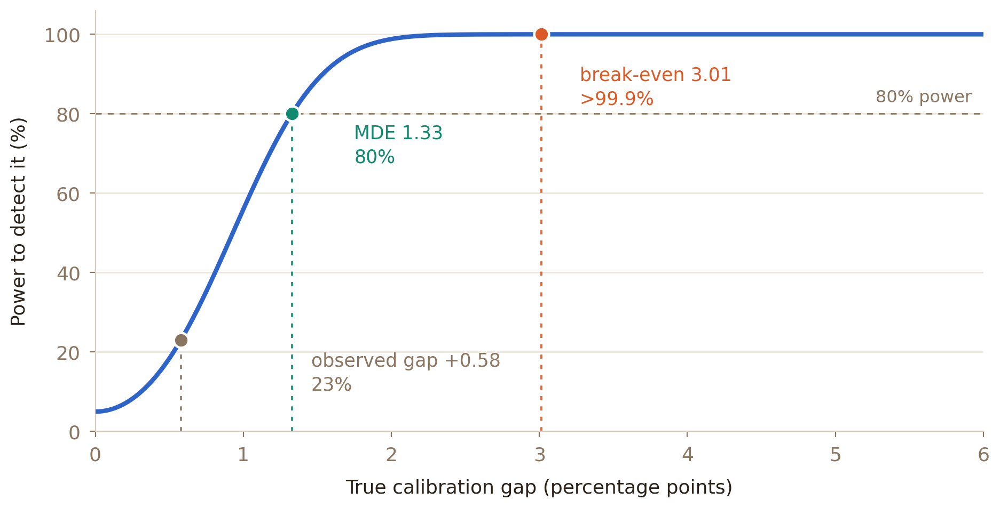 100
80
60
40
20
0
Power to detect it (%)
break-even 3.01
>99.9%
80% power
MDE 1.33
80%
observed gap +0.58
23%
0 1 2 3 4 5 6
True calibration gap (percentage points)